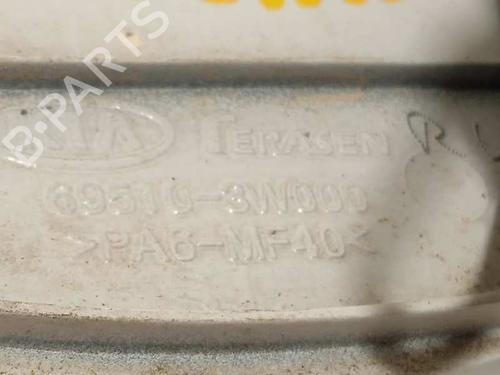 B-PARTS
KIA TERASEN
69510-3W000
>PA6-MF40<